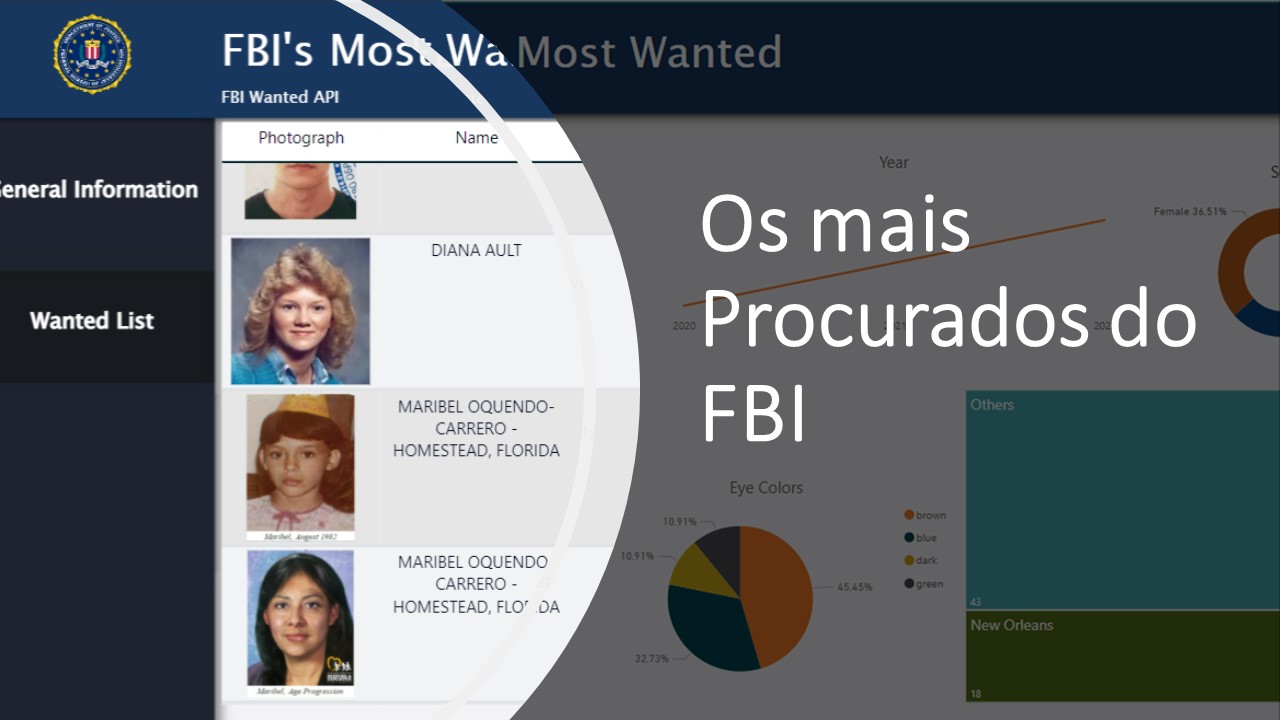 FBI's Most Wa
Most Wanted
FBI Wanted API
General Information
Wanted List
Photograph
Name
DIANA AULT
MARIBEL OQUENDO-
CARRERO -
HOMESTEAD, FLORIDA
Maribel, August 1982
MARIBEL OQUENDO
CARRERO -
HOMESTEAD, FLORIDA
Maribel, Age Progression
Os mais
Procurados do
FBI
Year
2020
Female 36,51%
Eye Colors
10,91%
10,91%
45,45%
32,73%
brown
blue
dark
green
Others
43
New Orleans
18